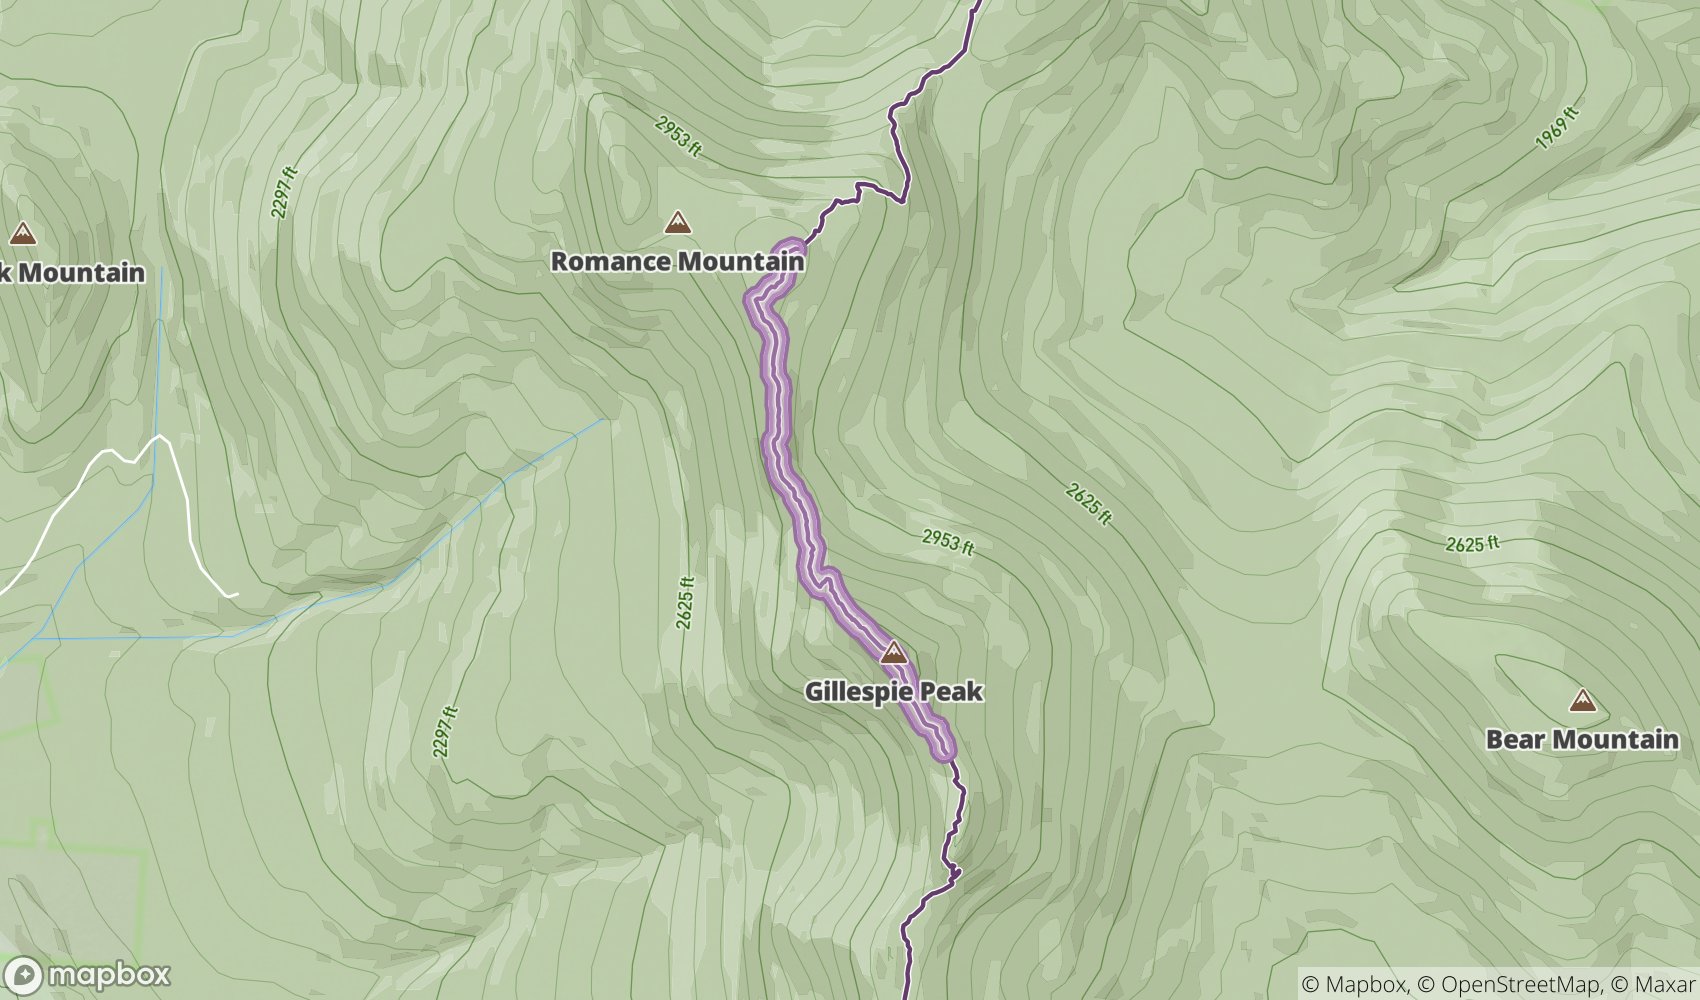 2953 ft
1969 ft
2297 ft
k Mountain
Romance Mountain
2625 ft
2953 ft
2625 ft
2625 ft
Gillespie Peak
2297 ft
Bear Mountain
mapbox
© Mapbox, © OpenStreetMap, © Maxar